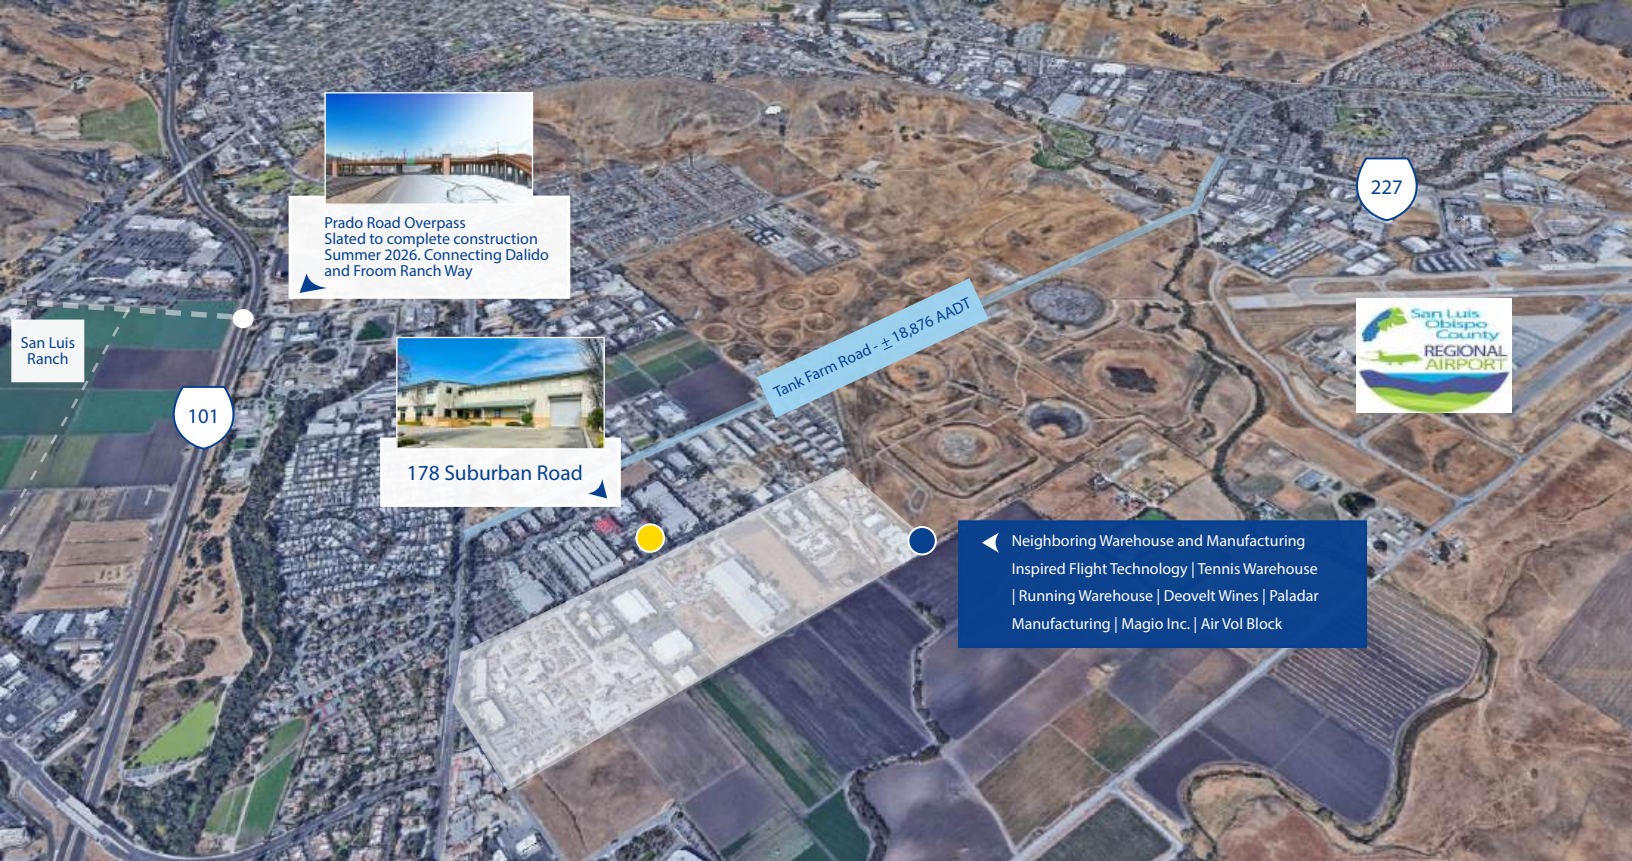 Prado Road Overpass
Slated to complete construction
Summer 2026. Connecting Dalido
and Froom Ranch Way
227
San Luis
Obispo
County
REGIONAL
AIRPORT
San Luis
Ranch
Tank Farm Road - ± 18,876 AADT
101
178 Suburban Road
Neighboring Warehouse and Manufacturing
Inspired Flight Technology | Tennis Warehouse
| Running Warehouse | Deovelt Wines | Paladar
Manufacturing | Magio Inc. | Air Vol Block